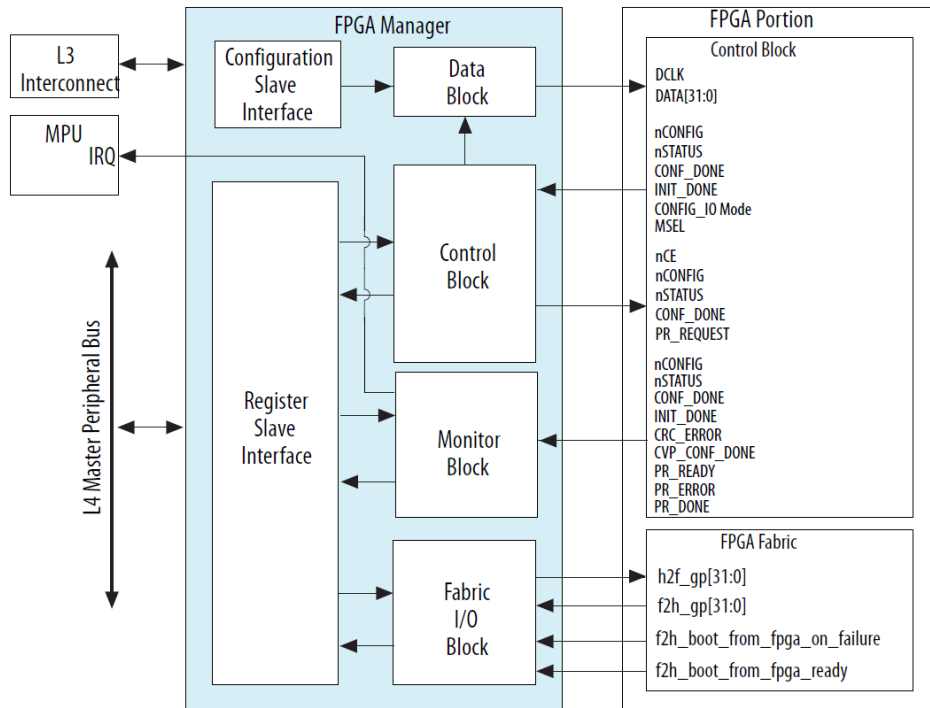 FPGA Manager
FPGA Portion
L3
Interconnect
MPU
IRQ
L4 Master Peripheral Bus
Configuration
Slave
Interface
Data
Block
Register
Slave
Interface
Control
Block
Monitor
Block
Fabric
I/O
Block
Control Block
DCLK
DATA[31:0]
nCONFIG
nSTATUS
CONF_DONE
INIT_DONE
CONFIG_IO Mode
MSEL
nCE
nCONFIG
nSTATUS
CONF_DONE
PR_REQUEST
nCONFIG
nSTATUS
CONF_DONE
INIT_DONE
CRC_ERROR
CVP_CONF_DONE
PR_READY
PR_ERROR
PR_DONE
FPGA Fabric
h2f_gp[31:0]
f2h_gp[31:0]
f2h_boot_from_fpga_on_failure
f2h_boot_from_fpga_ready